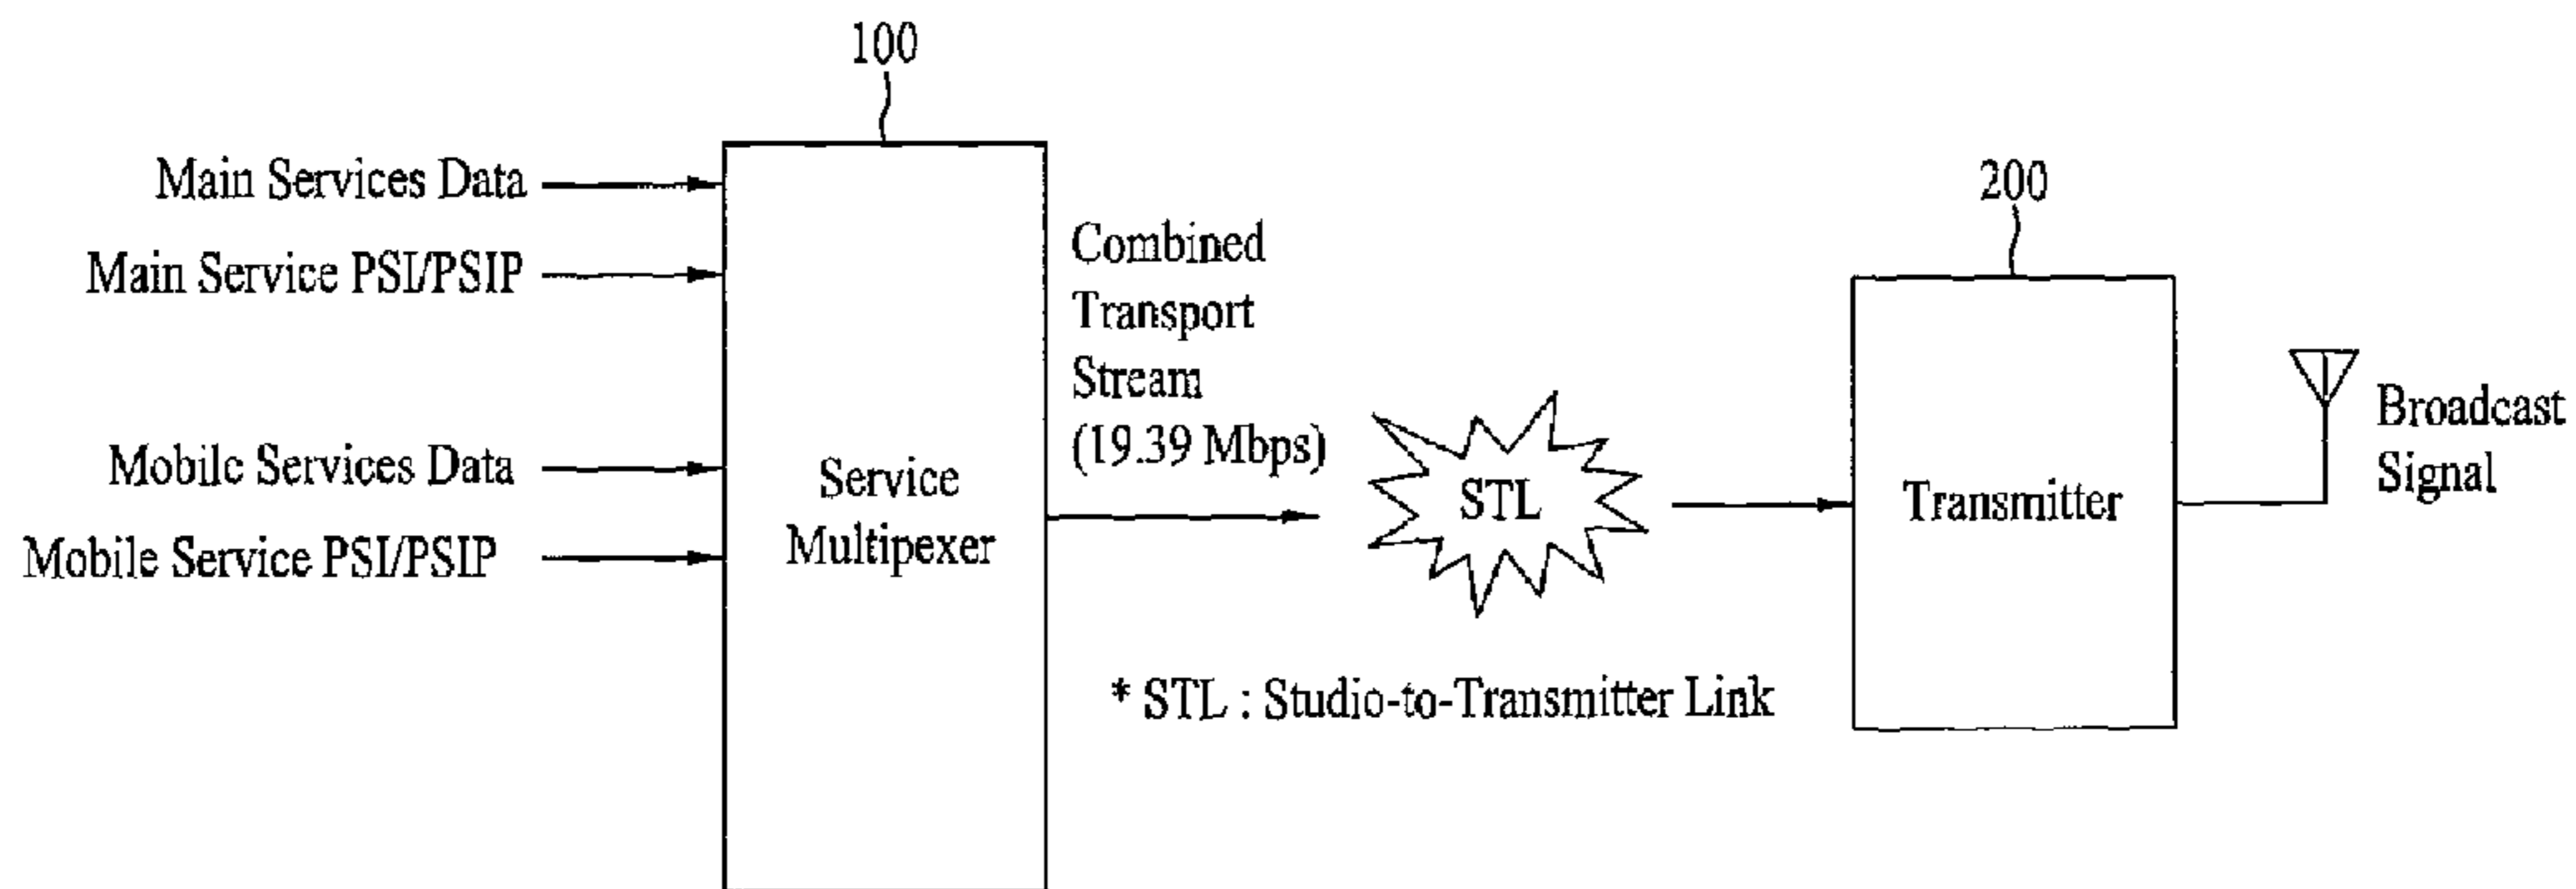 100
Main Services Data
Main Service PSI/PSIP
Mobile Services Data
Mobile Service PSI/PSIP
Service
Multipexer
Combined
Transport
Stream
(19.39 Mbps)
STL
* STL : Studio-to-Transmitter Link
200
Transmitter
Broadcast
Signal